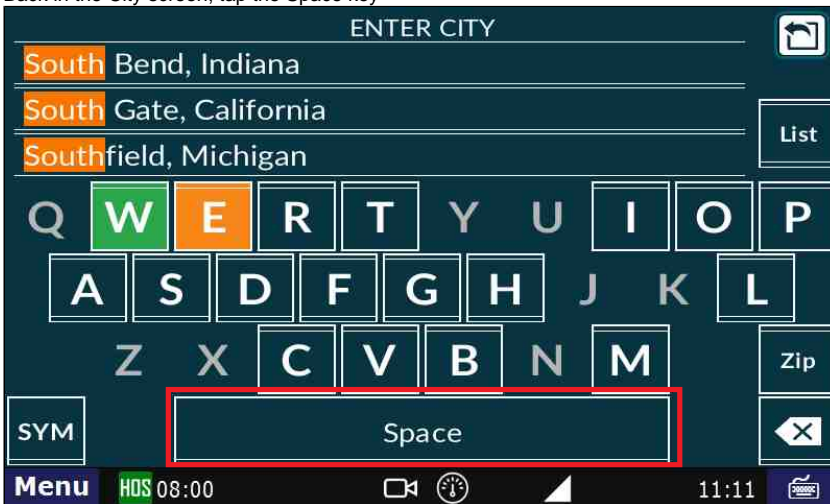 Back in the City screen, tap the Space key
ENTER CITY
South Bend, Indiana
South Gate, California
List
Southfield, Michigan
Q W E R T Y U I O P
A S D F G H J K L
Z X C V B N M Zip
SYM Space
Menu HOS 08:00 11:11